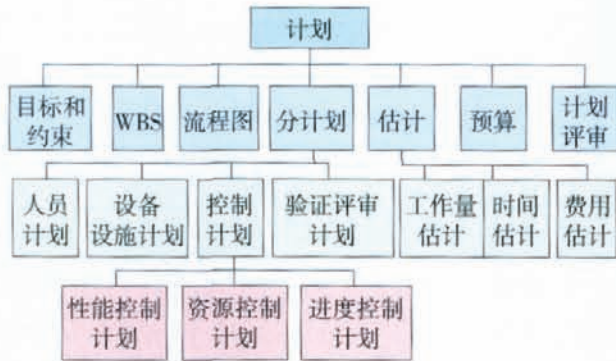 计划
目标和
约束
WBS
流程图
分计划
估计
预算
计划
评审
人员
计划
设备
设施计划
控制
计划
验证评审
计划
工作量
估计
时间
估计
费用
估计
性能控制
计划
资源控制
计划
进度控制
计划